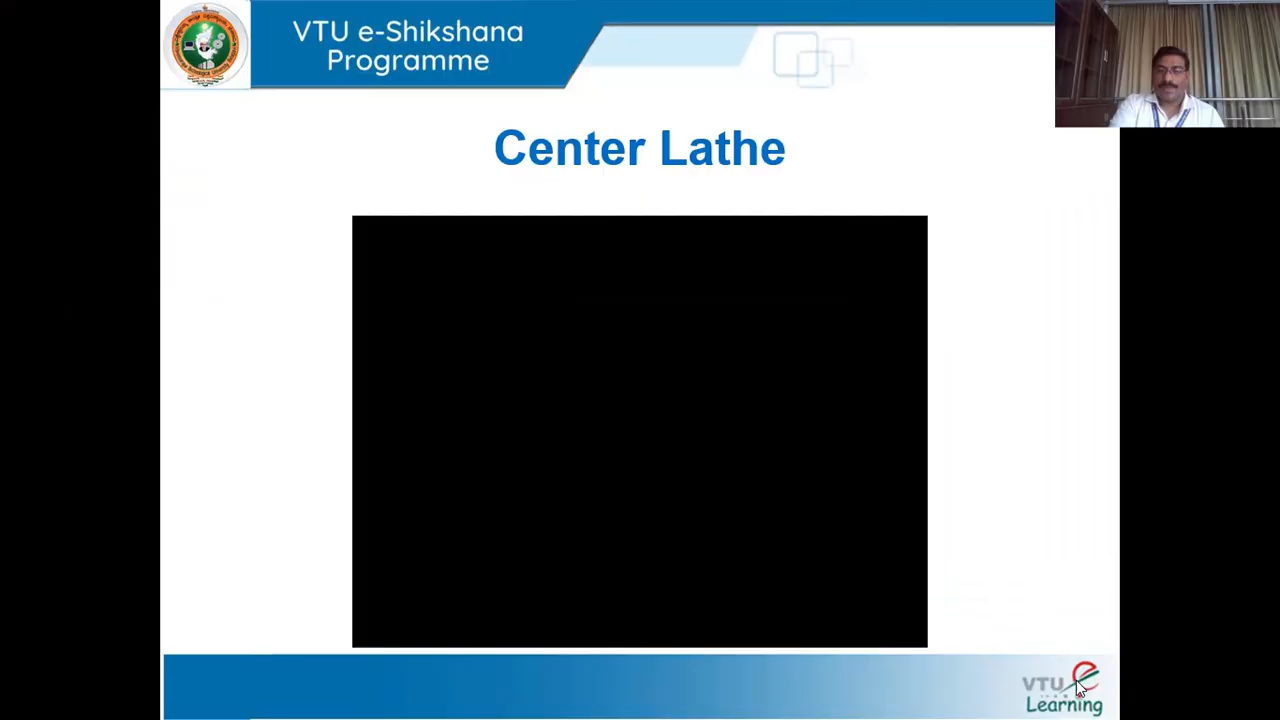 VTU e-Shikshana
Programme
Center Lathe
VTU
Learning